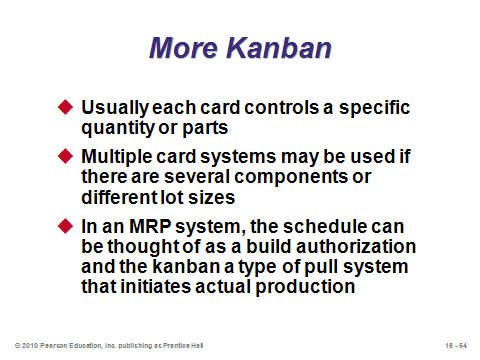 More Kanban
Usually each card controls a specific
quantity or parts
Multiple card systems may be used if
there are several components or
different lot sizes
In an MRP system, the schedule can
be thought of as a build authorization
and the kanban a type of pull system
that initiates actual production
© 2010 Pearson Education, Inc. publishing as Prentice Hall
16 - 54